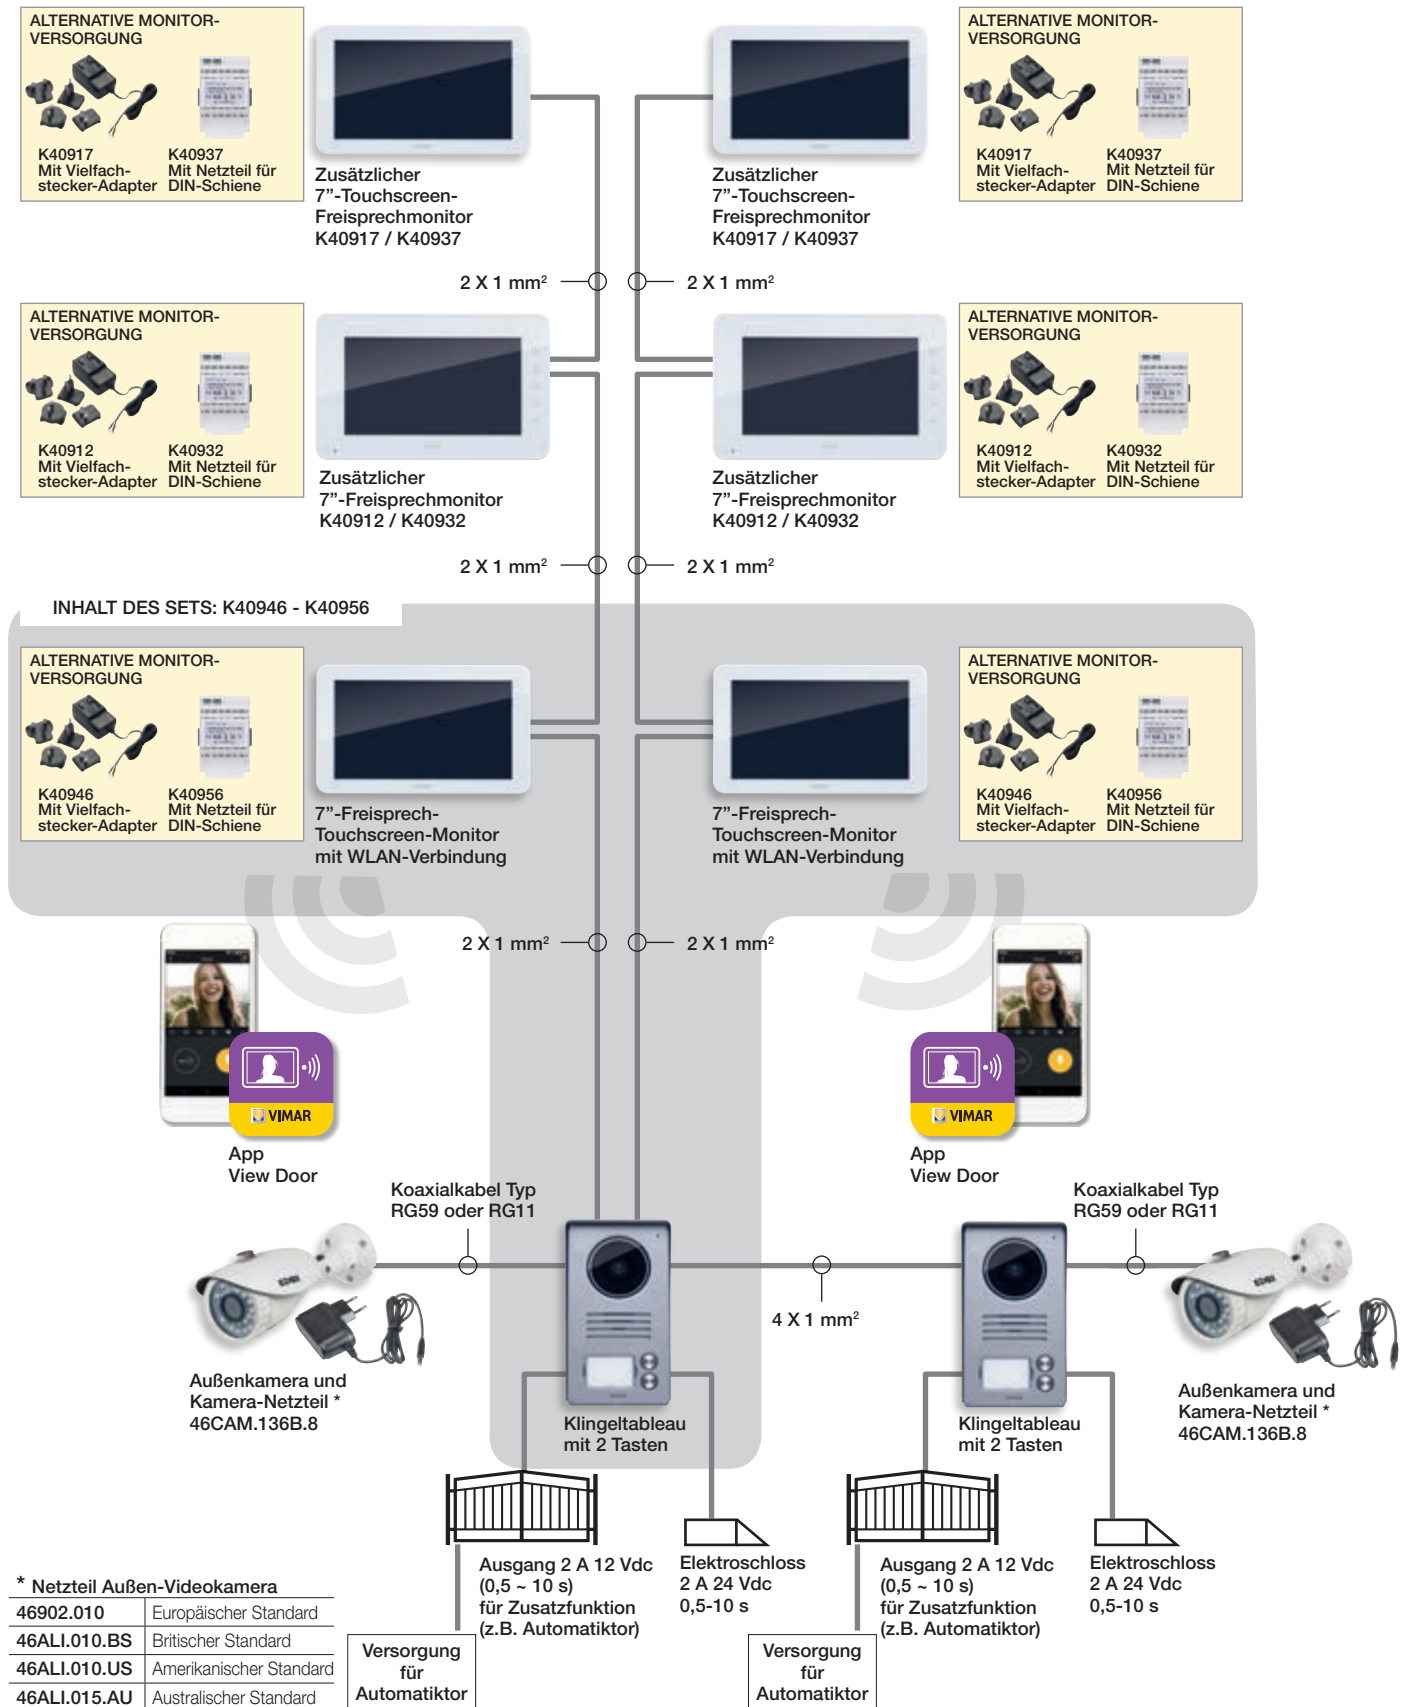 ALTERNATIVE MONITOR-
VERSORGUNG
K40917
Mit Vielfach-
stecker-Adapter
K40937
Mit Netzteil für
DIN-Schiene
Zusätzlicher
7”-Touchscreen-
Freisprechmonitor
K40917 / K40937
Zusätzlicher
7”-Touchscreen-
Freisprechmonitor
K40917 / K40937
ALTERNATIVE MONITOR-
VERSORGUNG
K40917
Mit Vielfach-
stecker-Adapter
K40937
Mit Netzteil für
DIN-Schiene
2 X 1 mm²
2 X 1 mm²
ALTERNATIVE MONITOR-
VERSORGUNG
K40912
Mit Vielfach-
stecker-Adapter
K40932
Mit Netzteil für
DIN-Schiene
Zusätzlicher
7”-Freisprechmonitor
K40912 / K40932
Zusätzlicher
7”-Freisprechmonitor
K40912 / K40932
ALTERNATIVE MONITOR-
VERSORGUNG
K40912
Mit Vielfach-
stecker-Adapter
K40932
Mit Netzteil für
DIN-Schiene
2 X 1 mm²
2 X 1 mm²
INHALT DES SETS: K40946 - K40956
ALTERNATIVE MONITOR-
VERSORGUNG
K40946
Mit Vielfach-
stecker-Adapter
K40956
Mit Netzteil für
DIN-Schiene
7”-Freisprech-
Touchscreen-Monitor
mit WLAN-Verbindung
7”-Freisprech-
Touchscreen-Monitor
mit WLAN-Verbindung
ALTERNATIVE MONITOR-
VERSORGUNG
K40946
Mit Vielfach-
stecker-Adapter
K40956
Mit Netzteil für
DIN-Schiene
2 X 1 mm²
2 X 1 mm²
VIMAR
App
View Door
VIMAR
App
View Door
Koaxialkabel Typ
RG59 oder RG11
Koaxialkabel Typ
RG59 oder RG11
4 X 1 mm²
Außenkamera und
Kamera-Netzteil *
46CAM.136B.8
Klingeltableau
mit 2 Tasten
Klingeltableau
mit 2 Tasten
Außenkamera und
Kamera-Netzteil *
46CAM.136B.8
Ausgang 2 A 12 Vdc
(0,5 ~ 10 s)
für Zusatzfunktion
(z.B. Automatiktor)
Elektroschloss
2 A 24 Vdc
0,5-10 s
Ausgang 2 A 12 Vdc
(0,5 ~ 10 s)
für Zusatzfunktion
(z.B. Automatiktor)
Elektroschloss
2 A 24 Vdc
0,5-10 s
Versorgung
für
Automatiktor
Versorgung
für
Automatiktor
* Netzteil Außen-Videokamera
46902.010 Europäischer Standard
46ALI.010.BS Britischer Standard
46ALI.010.US Amerikanischer Standard
46ALI.015.AU Australischer Standard